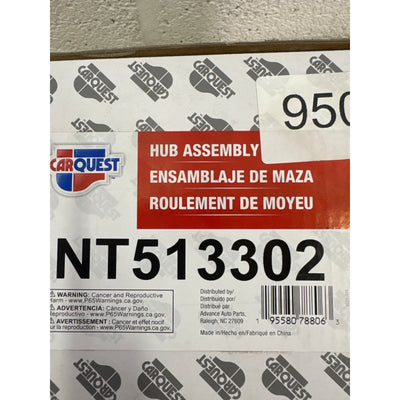 CARQUEST
950
HUB ASSEMBLY
ENSAMBLAJE DE MAZA
ROULEMENT DE MOYEU
NT513302
WARNING: Cancer and Reproductive
Harm - www.P65Warnings.ca.gov.
ADVERTENCIA: Cáncer y Daño
www.P65Warnings.ca.gov.
AVERTISSEMENT : Cancer et effet nocif
sur la reproduction - www.P65Warnings.ca.gov.
Distributed by/
Distribuido por/
Distribué par :
Advance Auto Parts,
Raleigh, NC 27609
Made in/Hecho en/Fabriqué en China
1 95580 78806 3